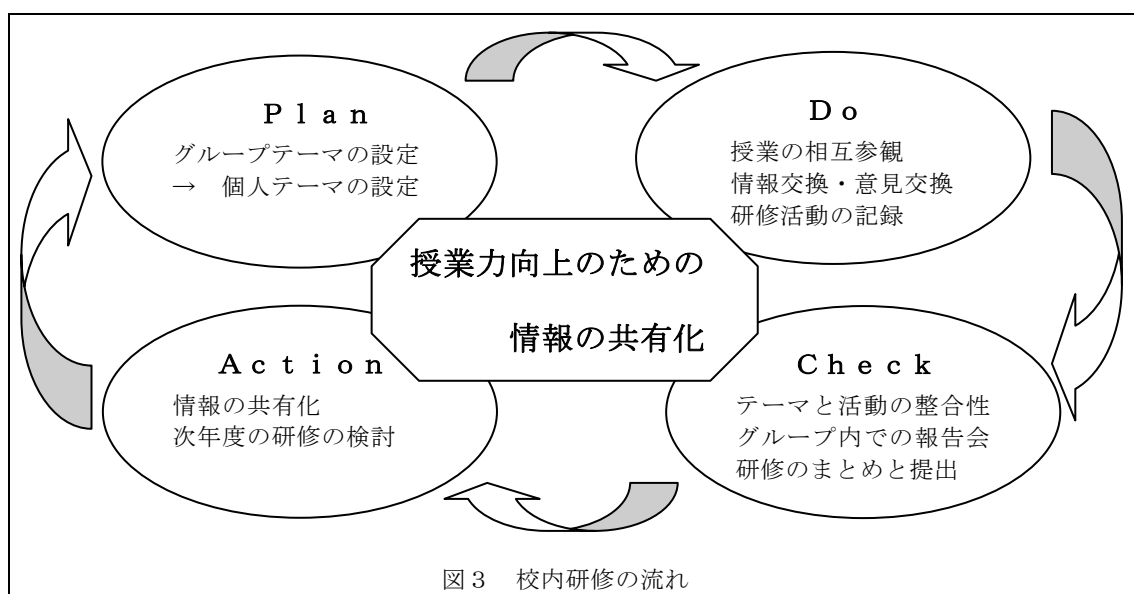 Ｐｌａｎ
グループテーマの設定
→　個人テーマの設定
Ｄｏ
授業の相互参観
情報交換・意見交換
研修活動の記録
授業力向上のための
情報の共有化
Ａｃｔｉｏｎ
情報の共有化
次年度の研修の検討
Ｃｈｅｃｋ
テーマと活動の整合性
グループ内での報告会
研修のまとめと提出
図３　校内研修の流れ